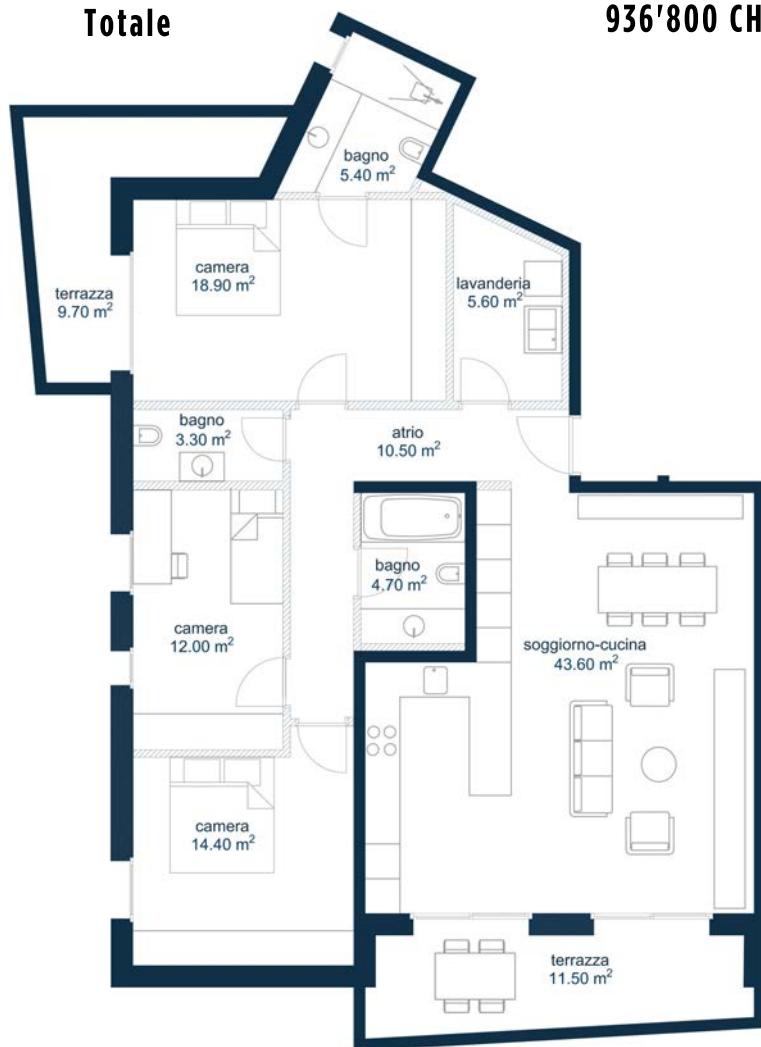 Totale 936'800 CH
bagno
5.40 m²
camera
18.90 m²
lavanderia
5.60 m²
terrazza
9.70 m²
bagno
3.30 m²
atrio
10.50 m²
bagno
4.70 m²
camera
12.00 m²
soggiorno-cucina
43.60 m²
camera
14.40 m²
terrazza
11.50 m²